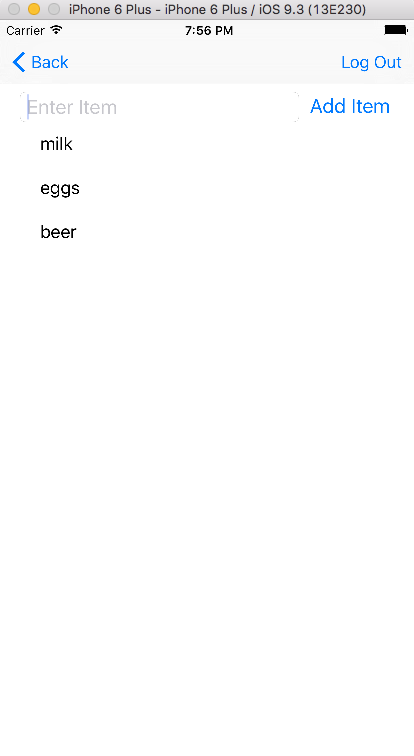 iPhone 6 Plus - iPhone 6 Plus / iOS 9.3 (13E230)
Carrier 7:56 PM
Back Log Out
Enter Item Add Item
milk
eggs
beer